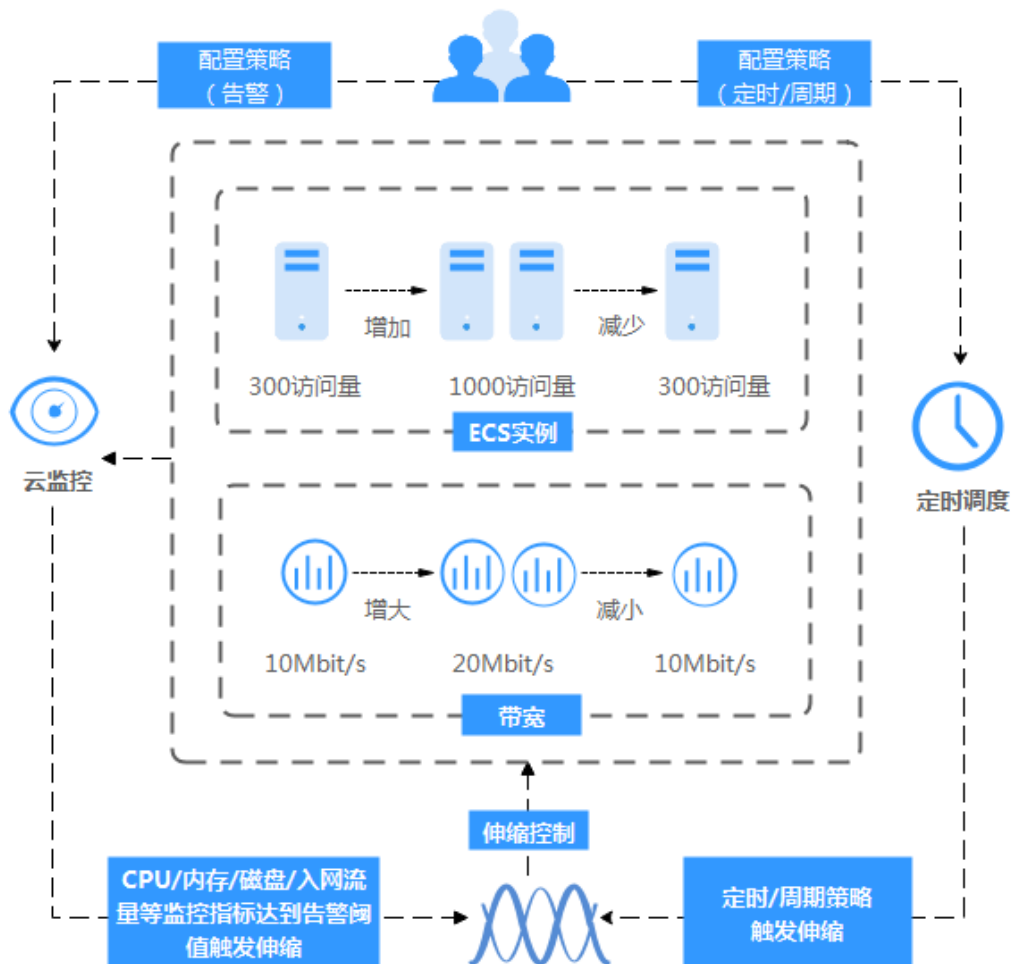 配置策略
（告警）
配置策略
（定时/周期）
增加
减少
300访问量
1000访问量
300访问量
ECS实例
云监控
定时调度
增大
减小
10Mbit/s
20Mbit/s
10Mbit/s
带宽
伸缩控制
CPU/内存/磁盘/入网流
量等监控指标达到告警阈
值触发伸缩
定时/周期策略
触发伸缩